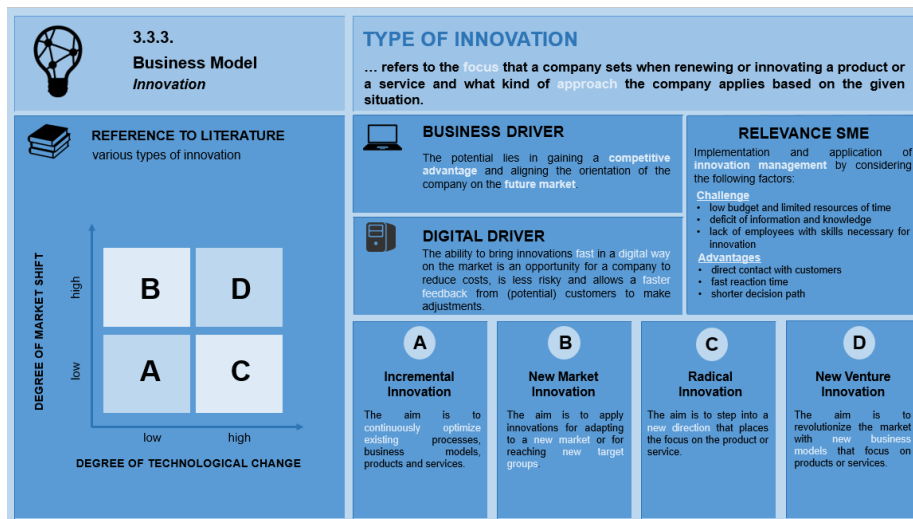 3.3.3.
Business Model
Innovation
TYPE OF INNOVATION
… refers to the focus that a company sets when renewing or innovating a product or
a service and what kind of approach the company applies based on the given
situation.
REFERENCE TO LITERATURE
various types of innovation
DEGREE OF MARKET SHIFT
high
low
B
D
A
C
low
high
DEGREE OF TECHNOLOGICAL CHANGE
BUSINESS DRIVER
The potential lies in gaining a competitive
advantage and aligning the orientation of the
company on the future market.
DIGITAL DRIVER
The ability to bring innovations fast in a digital way
on the market is an opportunity for a company to
reduce costs, is less risky and allows a faster
feedback from (potential) customers to make
adjustments.
RELEVANCE SME
Implementation and application of
innovation management by considering
the following factors:
Challenge
• low budget and limited resources of time
• deficit of information and knowledge
• lack of employees with skills necessary for
innovation
Advantages
• direct contact with customers
• fast reaction time
• shorter decision path
A
Incremental
Innovation
The aim is to
continuously optimize
existing processes,
business models,
products and services.
B
New Market
Innovation
The aim is to apply
innovations for adapting
to a new market or for
reaching new target
groups.
C
Radical
Innovation
The aim is to step into a
new direction that places
the focus on the product or
service.
D
New Venture
Innovation
The aim is to
revolutionize the market
with new business
models that focus on
products or services.